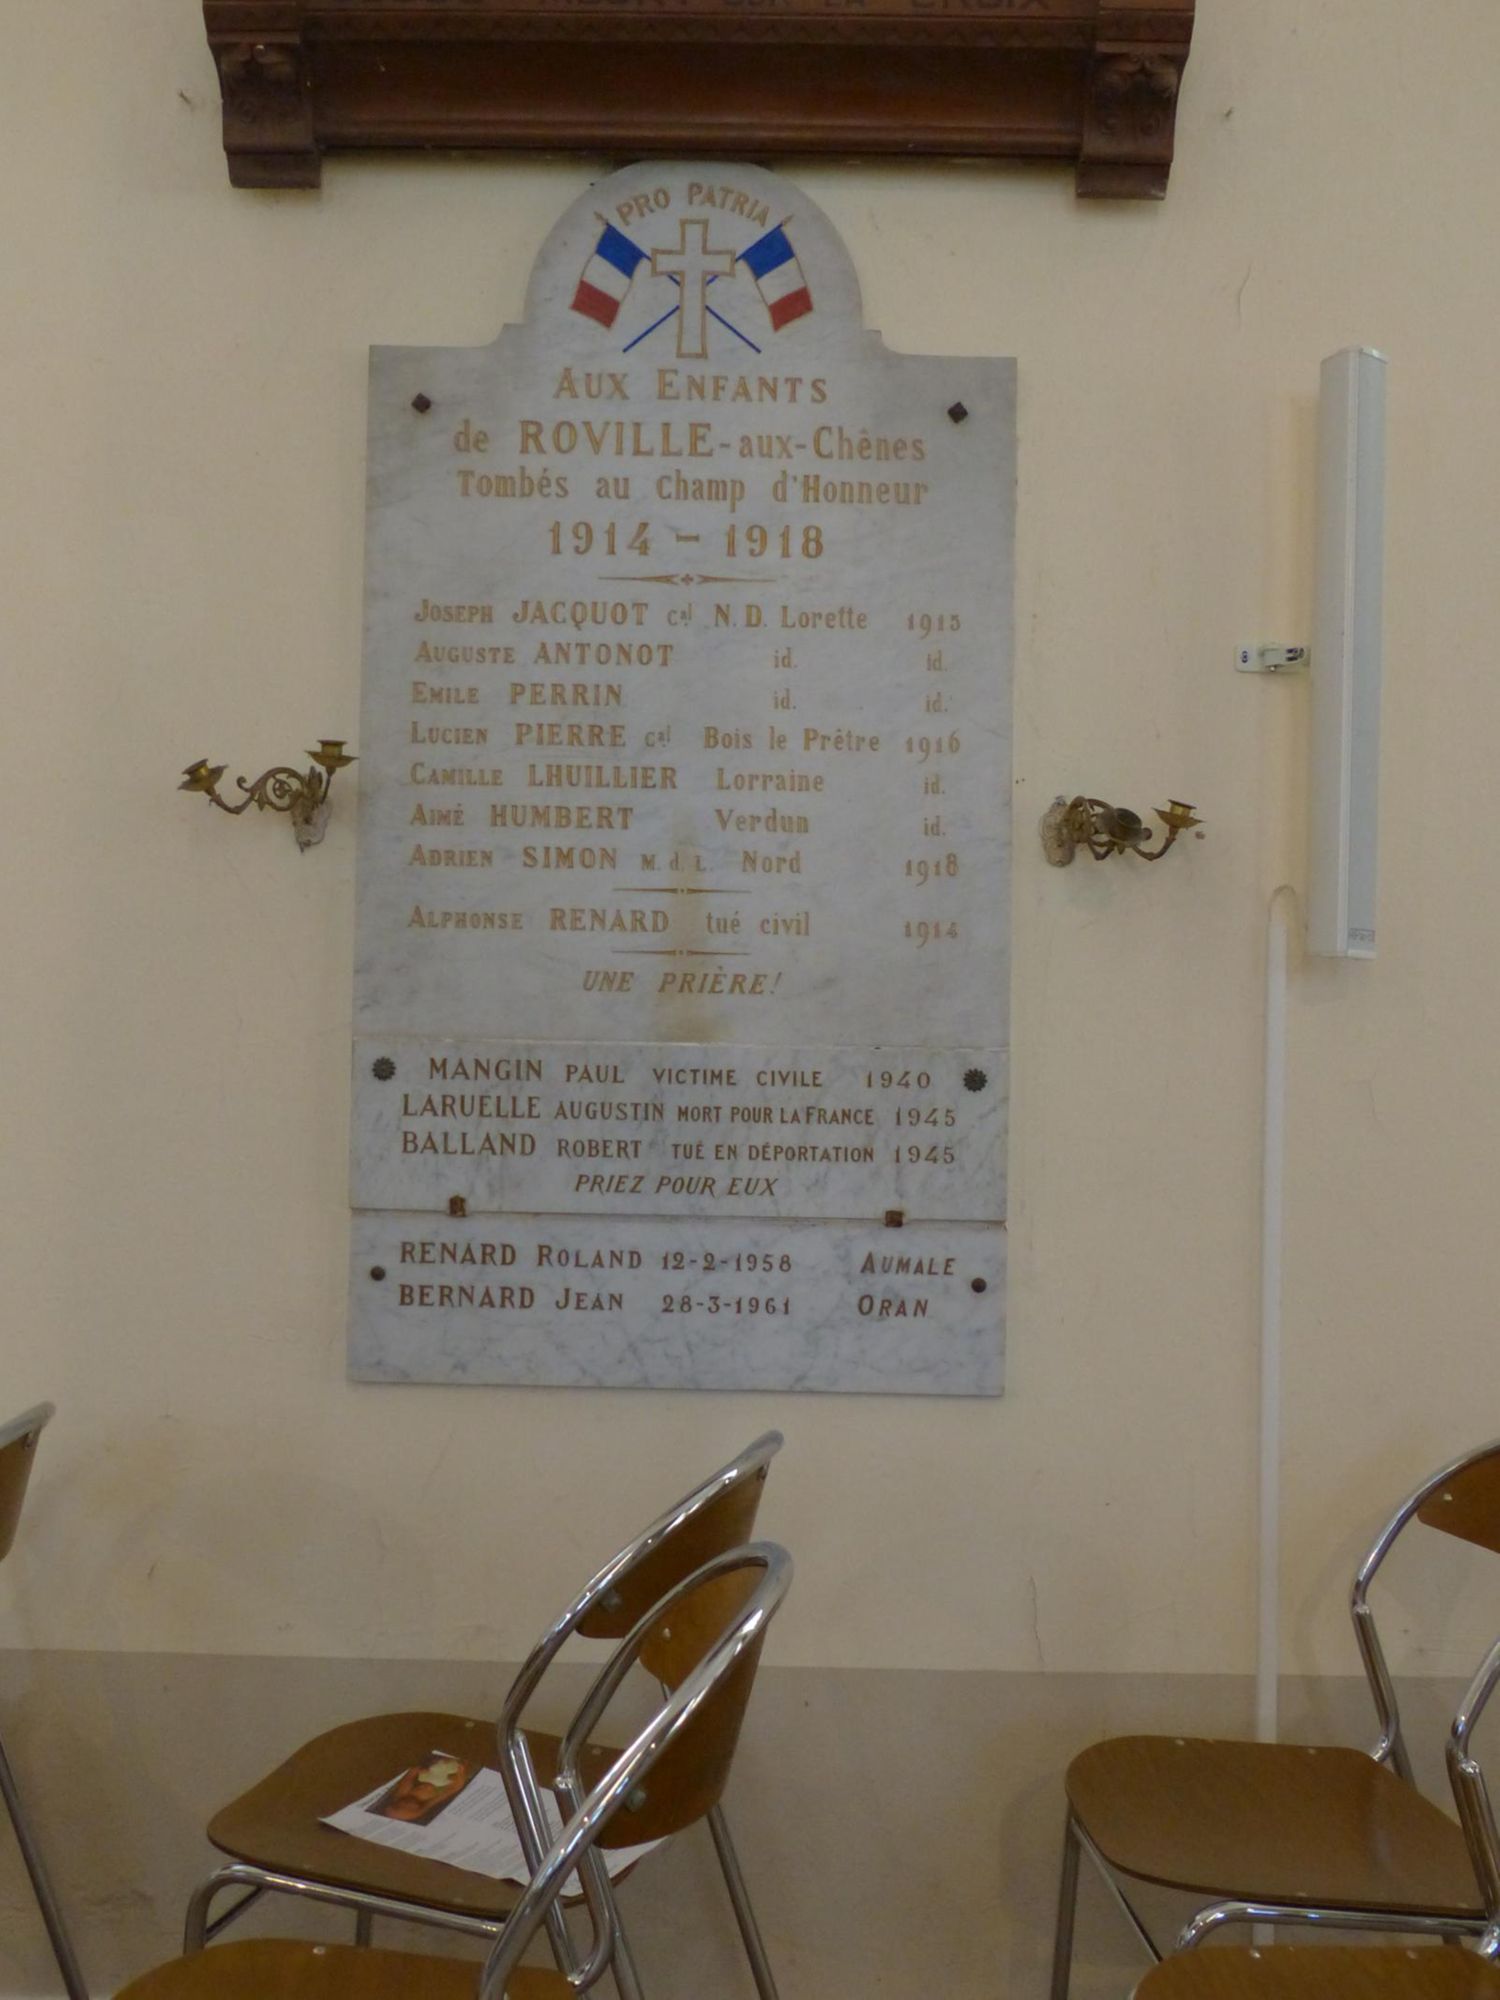 SUR LA CROIX
PRO PATRIA
AUX ENFANTS
de ROVILLE-aux-Chênes
Tombés au Champ d'Honneur
1914 - 1918
JOSEPH JACQUOT cal N.D. Lorette 1915
AUGUSTE ANTONOT id. id.
EMILE PERRIN id. id.
LUCIEN PIERRE cal Bois le Prêtre 1916
CAMILLE LHUILLIER Lorraine id.
AIMÉ HUMBERT Verdun id.
ADRIEN SIMON M.d.L. Nord 1918
ALPHONSE RENARD tué civil 1914
UNE PRIÈRE!
MANGIN PAUL VICTIME CIVILE 1940
LARUELLE AUGUSTIN MORT POUR LA FRANCE 1945
BALLAND ROBERT TUÉ EN DÉPORTATION 1945
PRIEZ POUR EUX
RENARD ROLAND 12-2-1958 AUMALE
BERNARD JEAN 28-3-1961 ORAN